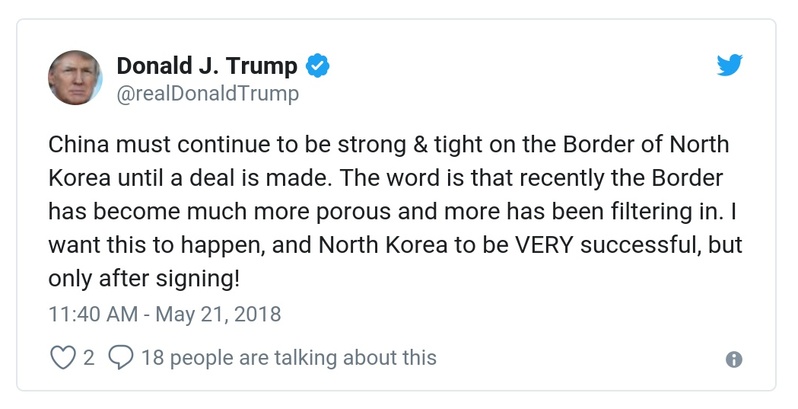 Donald J. Trump
@realDonaldTrump
China must continue to be strong & tight on the Border of North
Korea until a deal is made. The word is that recently the Border
has become much more porous and more has been filtering in. I
want this to happen, and North Korea to be VERY successful, but
only after signing!
11:40 AM - May 21, 2018
2 18 people are talking about this